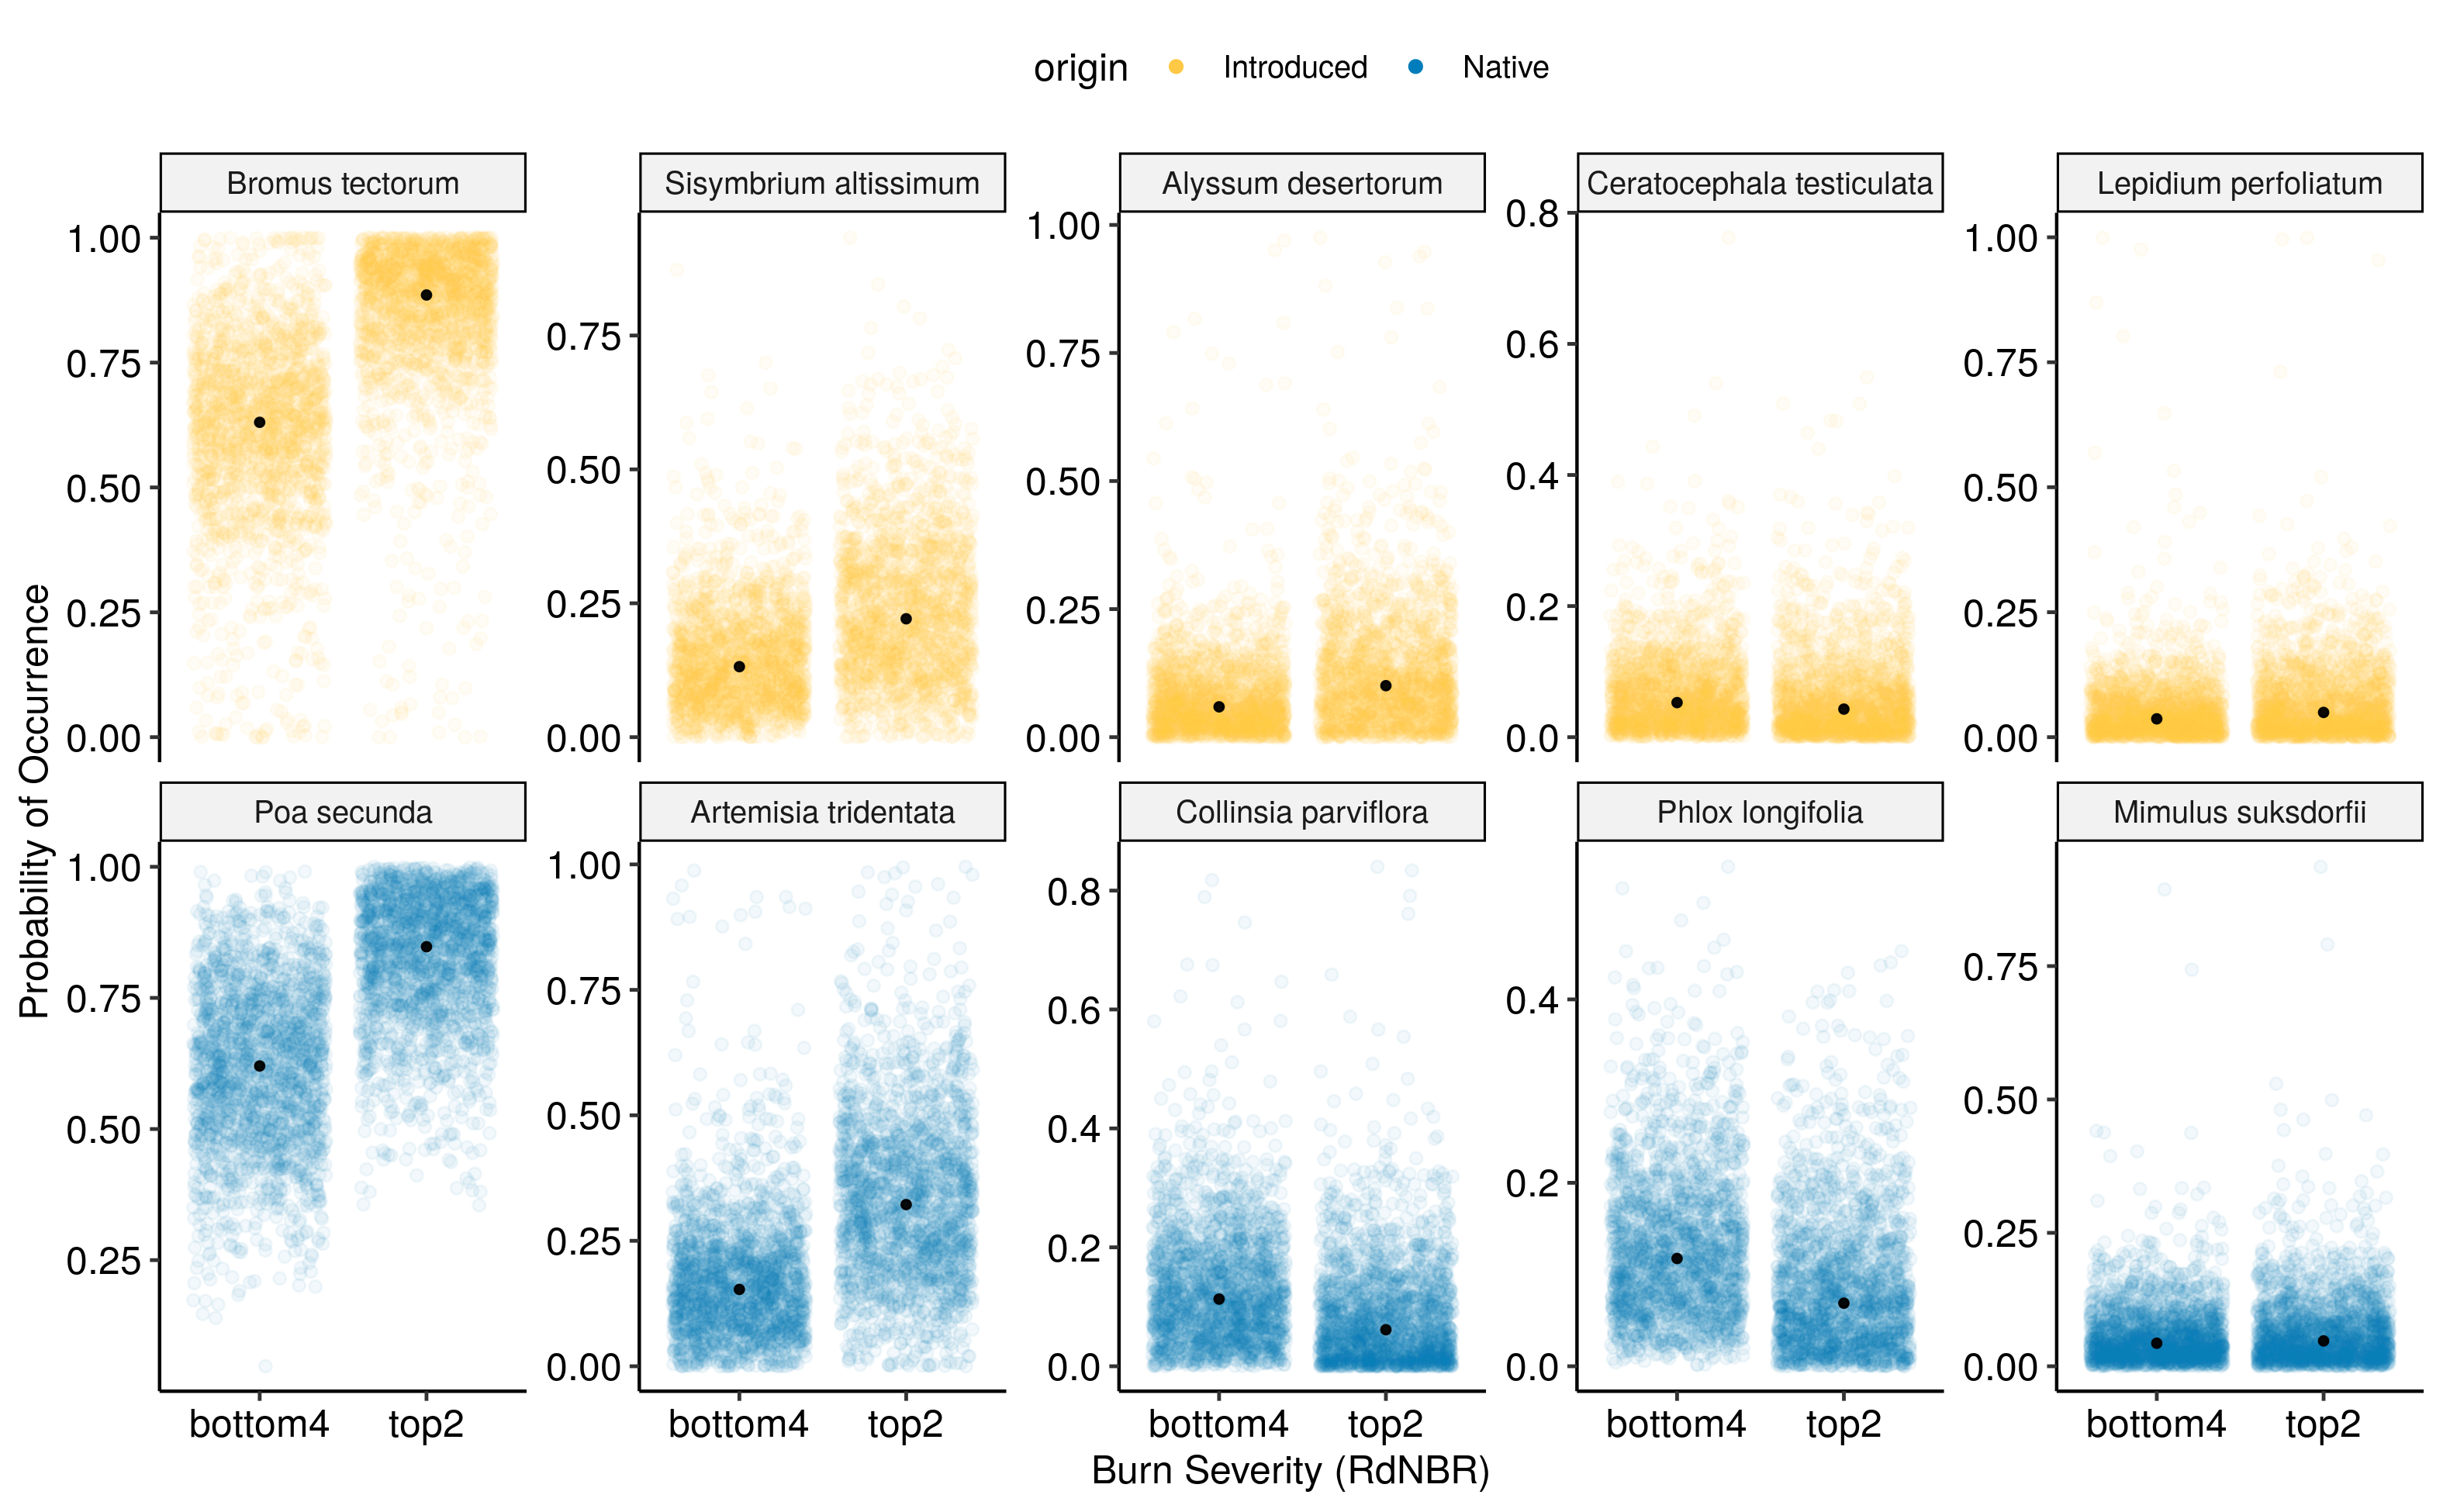 origin Introduced Native
Bromus tectorum Sisymbrium altissimum Alyssum desertorum Ceratocephala testiculata Lepidium perfoliatum
1.00 0.75 0.50 0.25 0.00
0.75 0.50 0.25 0.00
1.00 0.75 0.50 0.25 0.00
0.8 0.6 0.4 0.2 0.0
1.00 0.75 0.50 0.25 0.00
Probability of Occurrence
Poa secunda Artemisia tridentata Collinsia parviflora Phlox longifolia Mimulus suksdorfii
1.00 0.75 0.50 0.25
1.00 0.75 0.50 0.25 0.00
0.8 0.6 0.4 0.2 0.0
0.4 0.2 0.0
0.75 0.50 0.25 0.00
bottom4 top2 bottom4 top2 bottom4 top2 bottom4 top2 bottom4 top2
Burn Severity (RdNBR)